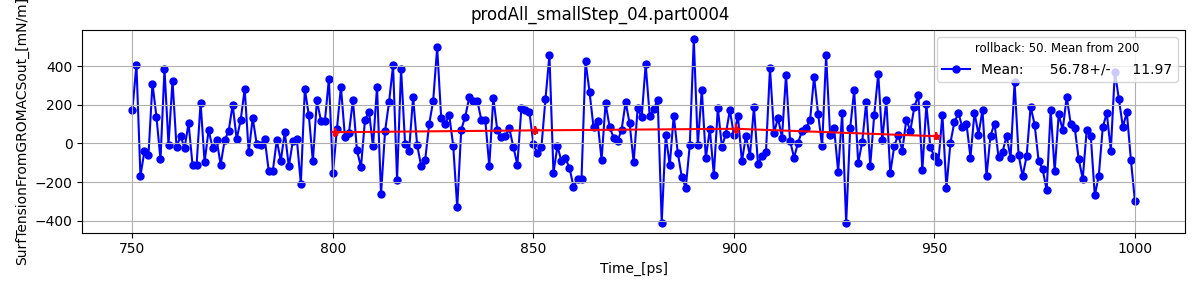 prodAll_smallStep_04.part0004
SurfTensionFromGROMACSout_[mN/m]
400
200
0
−200
−400
rollback: 50. Mean from 200
Mean: 56.78+/- 11.97
750
800
850
900
950
1000
Time_[ps]